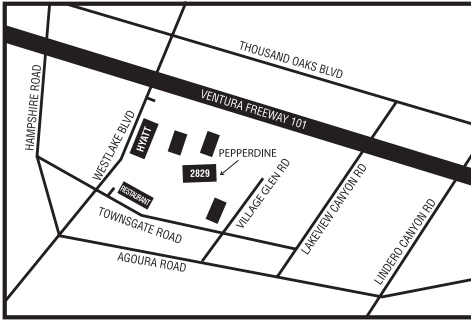 THOUSAND OAKS BLVD
VENTURA FREEWAY 101
HAMPSHIRE ROAD
WESTLAKE BLVD
HYATT
PEPPERDINE
2829
RESTAURANT
VILLAGE GLEN RD
LAKEVIEW CANYON RD
LINDERO CANYON RD
TOWNSGATE ROAD
AGOURA ROAD